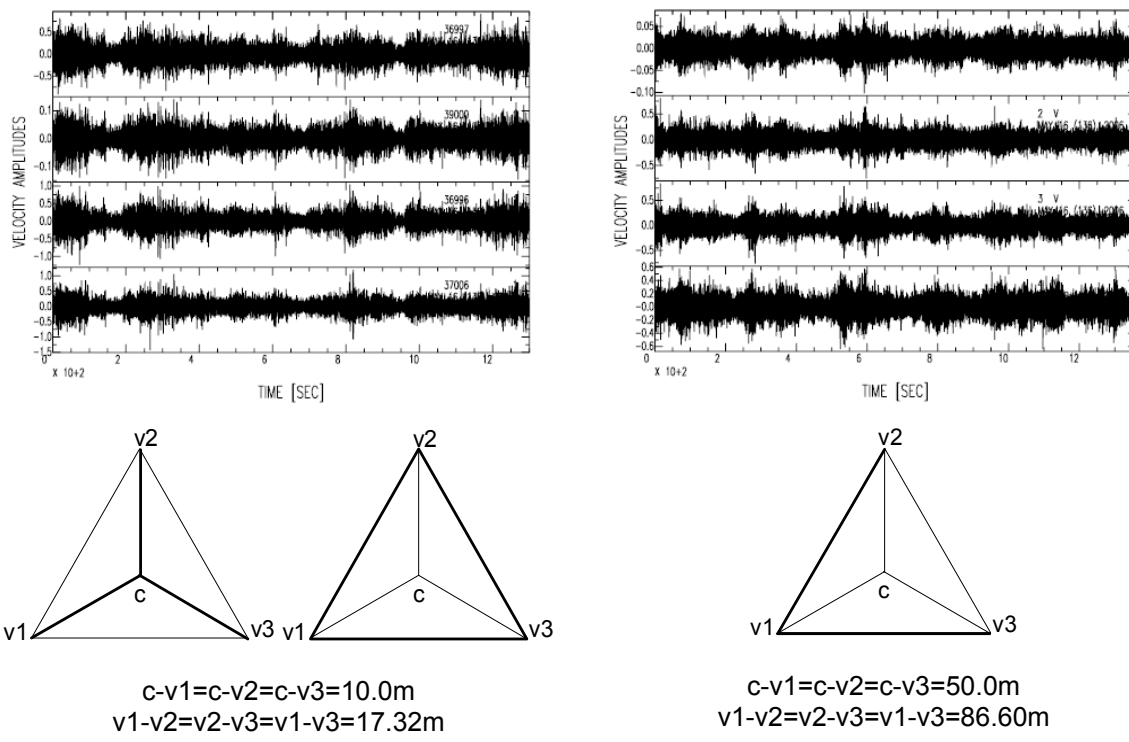 VELOCITY AMPLITUDES
0.5
0.0
-0.5
36997
0.1
0.0
-0.1
1.0
0.5
0.0
-0.5
-1.0
36996
1.0
0.5
0.0
-0.5
-1.0
-1.5
37006
0 2 4 6 8 10 12
X 10+2
TIME [SEC]
VELOCITY AMPLITUDES
0.05
0.00
-0.05
-0.10
0.5
0.0
-0.5
2 V
0.5
0.0
-0.5
3 V
0.6
0.4
0.2
0.0
-0.2
-0.4
-0.6
0 2 4 6 8 10 12
X 10+2
TIME [SEC]
v2
c
v1
v3
v2
c
v1
v3
c-v1=c-v2=c-v3=10.0m
v1-v2=v2-v3=v1-v3=17.32m
v2
c
v1
v3
c-v1=c-v2=c-v3=50.0m
v1-v2=v2-v3=v1-v3=86.60m